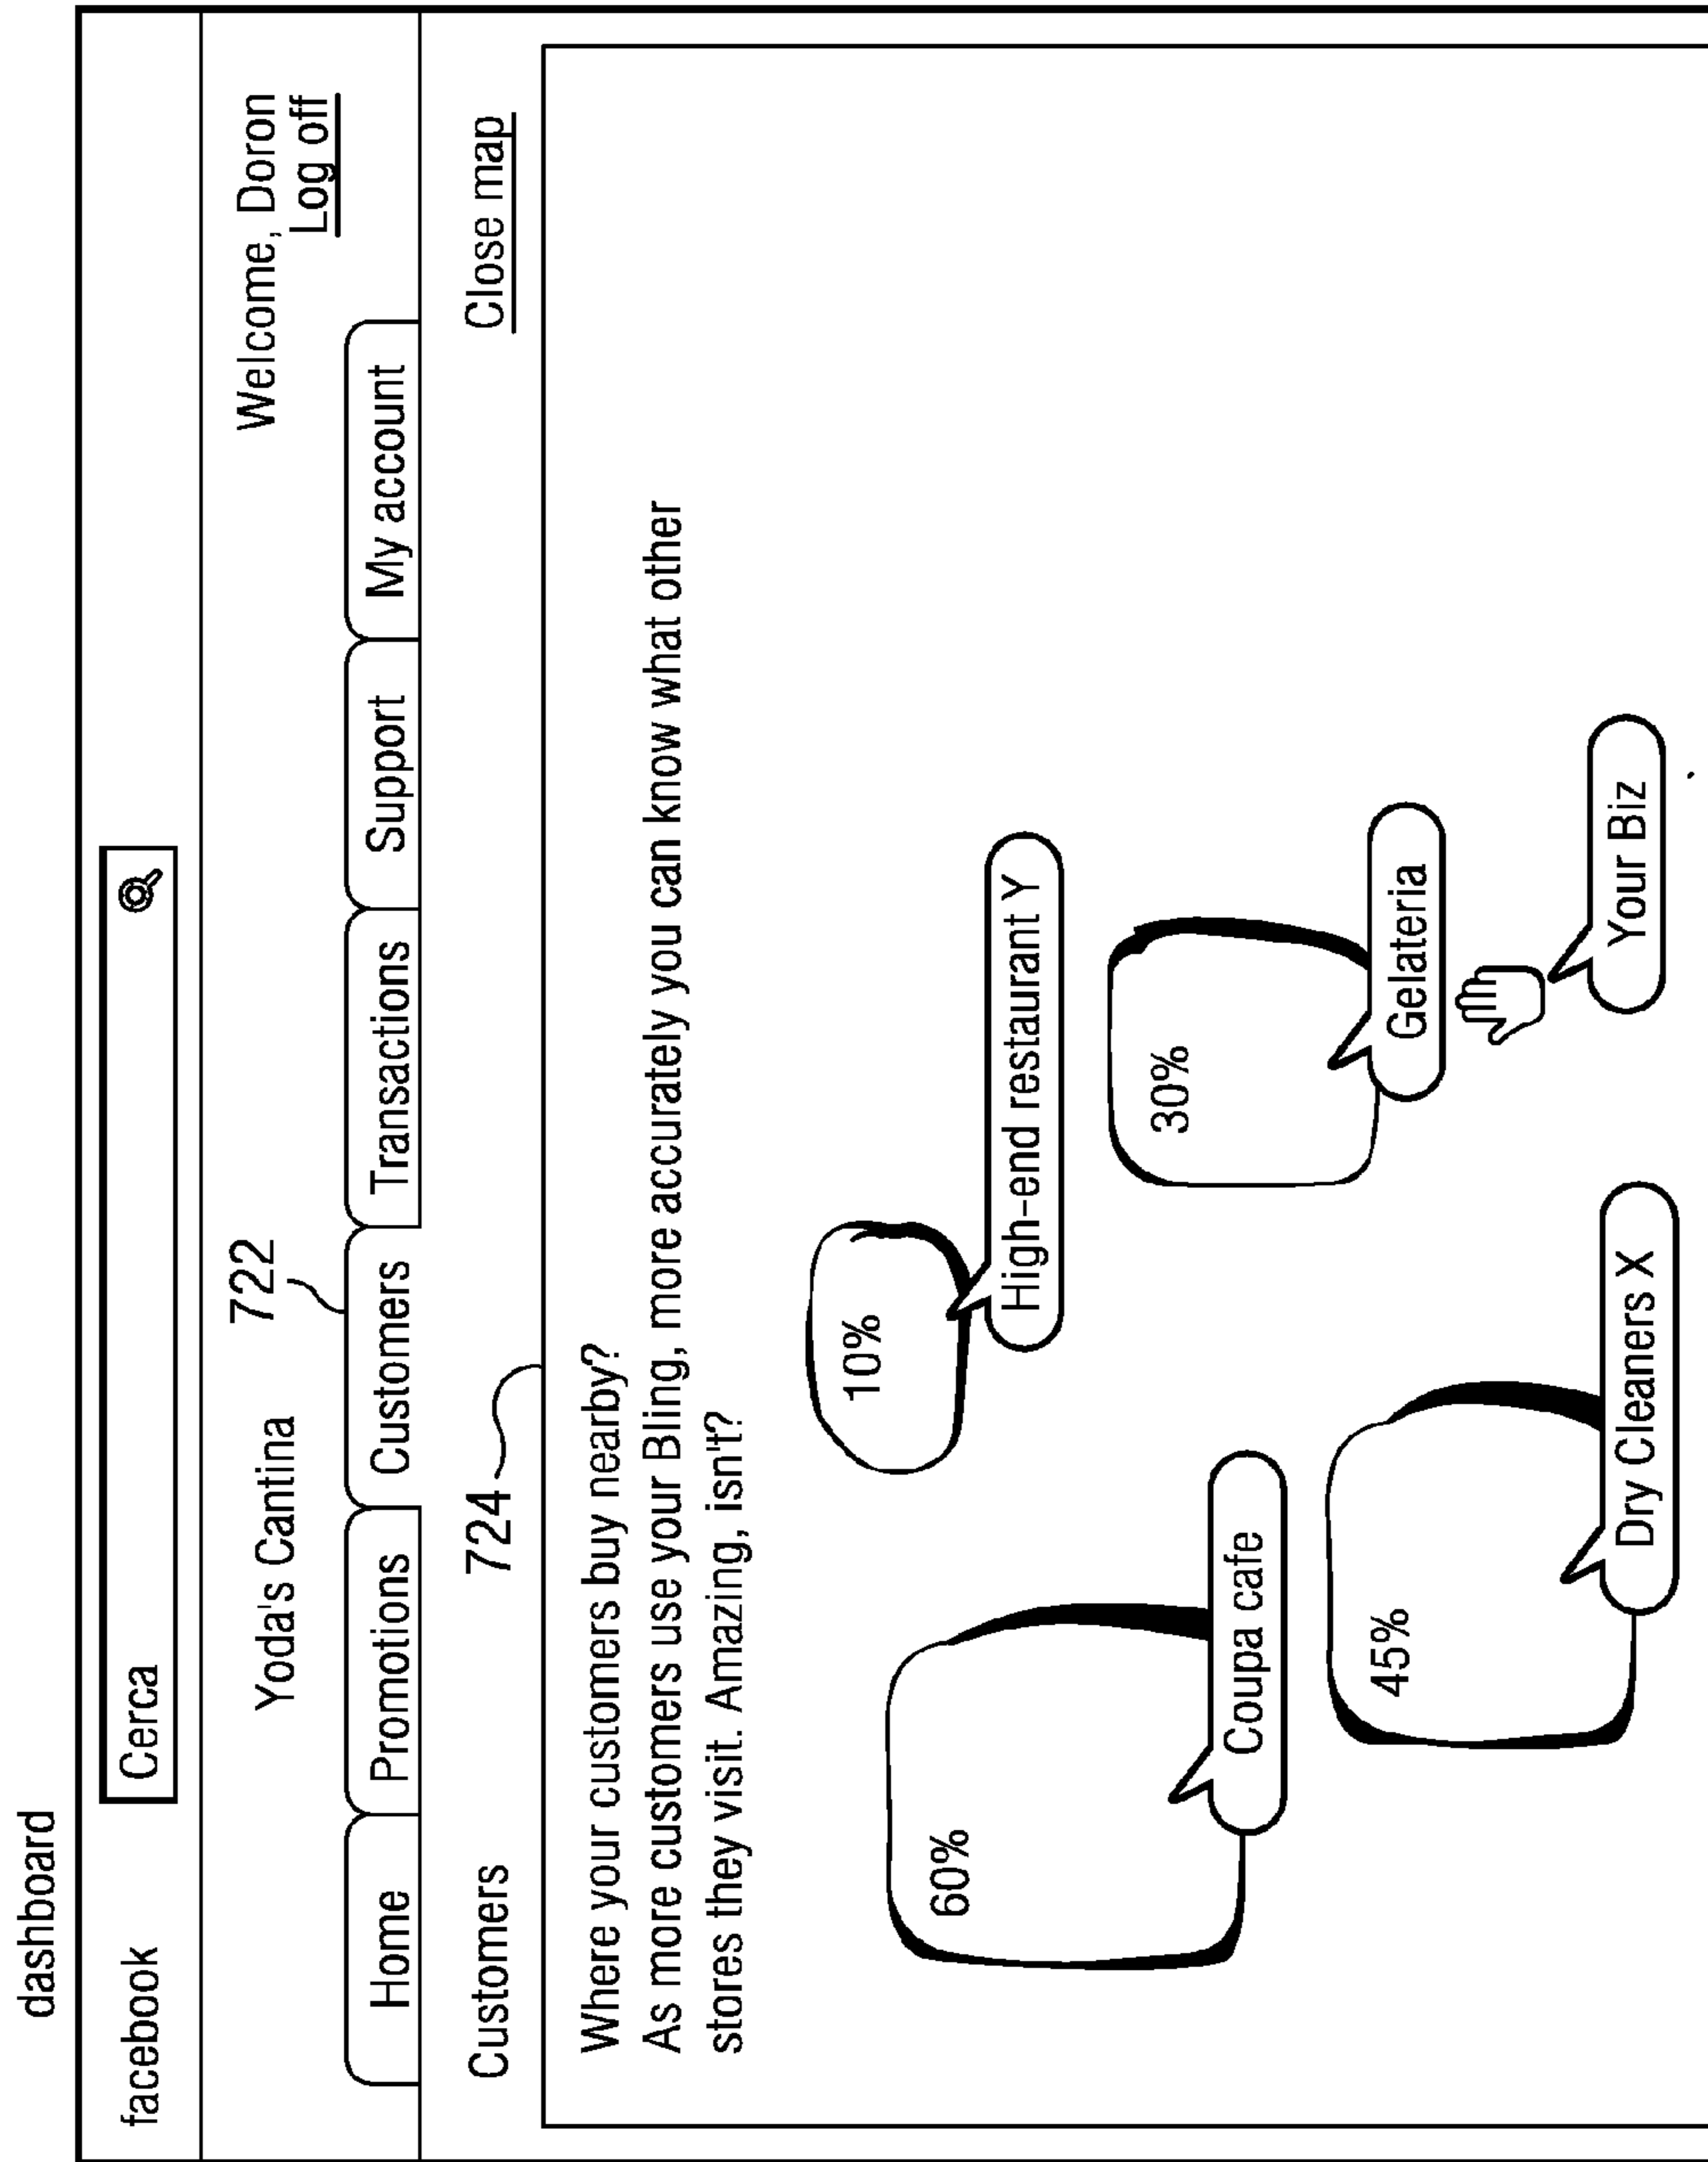 dashboard
facebook
Cerca
Yoda's Cantina
722
Welcome, Doron
Log off
Home
Promotions
Customers
Transactions
Support
My account
Customers
724
Close map
Where your customers buy nearby?
As more customers use your Bling, more accurately you can know what other
stores they visit. Amazing, isn't?
10%
High-end restaurant Y
60%
Coupa cafe
30%
Gelateria
45%
Dry Cleaners X
Your Biz